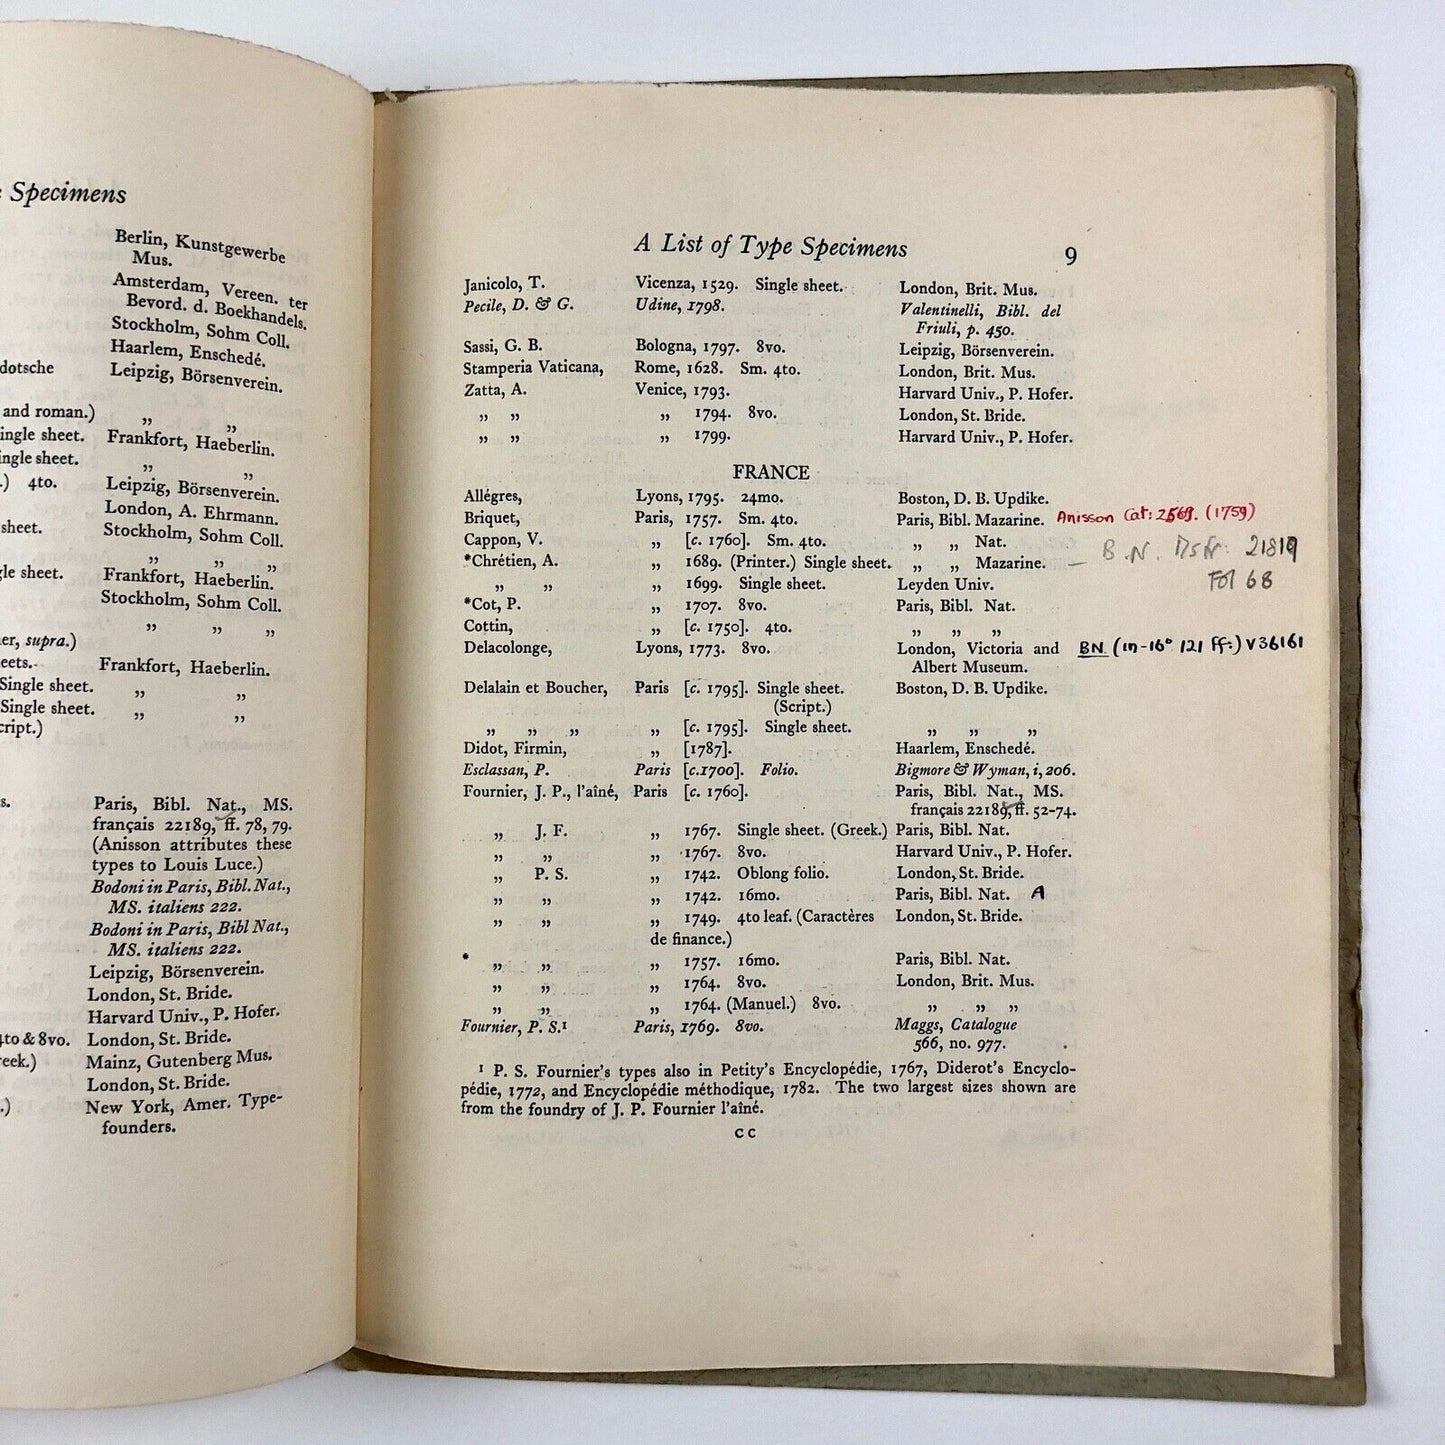 Specimens
Berlin, Kunstgewerbe
Mus.
Amsterdam, Vereen. ter
Bevord. d. Boekhandels.
Stockholm, Sohm Coll.
Haarlem, Enschedé.
dotsche Leipzig, Börsenverein.
and roman.) „ „
ingle sheet. Frankfort, Haeberlin.
ingle sheet. „ „
.) 4to. Leipzig, Börsenverein.
London, A. Ehrmann.
sheet. Stockholm, Sohm Coll.
„ „ „
gle sheet. Frankfort, Haeberlin.
Stockholm, Sohm Coll.
„ „ „
er, supra.)
eets. Frankfort, Haeberlin.
Single sheet. „ „
Single sheet. „ „
cript.)
s. Paris, Bibl. Nat., MS.
français 22189, ff. 78, 79.
(Anisson attributes these
types to Louis Luce.)
Bodoni in Paris, Bibl. Nat.,
MS. italiens 222.
Bodoni in Paris, Bibl Nat.,
MS. italiens 222.
Leipzig, Börsenverein.
London, St. Bride.
Harvard Univ., P. Hofer.
4to & 8vo. London, St. Bride.
reek.) Mainz, Gutenberg Mus.
London, St. Bride.
.) New York, Amer. Type-
founders.
A List of Type Specimens 9
Janicolo, T. Vicenza, 1529. Single sheet. London, Brit. Mus.
Pecile, D. & G. Udine, 1798. Valentinelli, Bibl. del
Friuli, p. 450.
Sassi, G. B. Bologna, 1797. 8vo. Leipzig, Börsenverein.
Stamperia Vaticana, Rome, 1628. Sm. 4to. London, Brit. Mus.
Zatta, A. Venice, 1793. Harvard Univ., P. Hofer.
„ „ „ 1794. 8vo. London, St. Bride.
„ „ „ 1799. Harvard Univ., P. Hofer.
FRANCE
Allégres, Lyons, 1795. 24mo. Boston, D. B. Updike.
Briquet, Paris, 1757. Sm. 4to. Paris, Bibl. Mazarine. Anisson Cat: 2569. (1759)
Cappon, V. „ [c. 1760]. Sm. 4to. „ „ Nat.
*Chrétien, A. „ 1689. (Printer.) Single sheet. „ „ Mazarine. – B.N. Ms fr: 21819
Fol 68
„ „ „ 1699. Single sheet. Leyden Univ.
*Cot, P. „ 1707. 8vo. Paris, Bibl. Nat.
Cottin, „ [c. 1750]. 4to. „ „ „
Delacolonge, Lyons, 1773. 8vo. London, Victoria and BN (in-16° 121 ff.) V36161
Albert Museum.
Delalain et Boucher, Paris [c. 1795]. Single sheet. Boston, D. B. Updike.
(Script.)
„ „ „ „ [c. 1795]. Single sheet. „ „ „
Didot, Firmin, „ [1787]. Haarlem, Enschedé.
Esclassan, P. Paris [c.1700]. Folio. Bigmore & Wyman, i, 206.
Fournier, J. P., l'aîné, Paris [c. 1760]. Paris, Bibl. Nat., MS.
français 22189, ff. 52-74.
„ J. F. „ 1767. Single sheet. (Greek.) Paris, Bibl. Nat.
„ „ „ 1767. 8vo. Harvard Univ., P. Hofer.
„ P. S. „ 1742. Oblong folio. London, St. Bride.
„ „ „ 1742. 16mo. Paris, Bibl. Nat. A
„ „ „ 1749. 4to leaf. (Caractères London, St. Bride.
de finance.)
* „ „ „ 1757. 16mo. Paris, Bibl. Nat.
„ „ „ 1764. 8vo. London, Brit. Mus.
„ „ „ 1764. (Manuel.) 8vo. „ „ „
Fournier, P. S.¹ Paris, 1769. 8vo. Maggs, Catalogue
566, no. 977.
¹ P. S. Fournier's types also in Petity's Encyclopédie, 1767, Diderot's Encyclo-
pédie, 1772, and Encyclopédie méthodique, 1782. The two largest sizes shown are
from the foundry of J. P. Fournier l'aîné.
CC